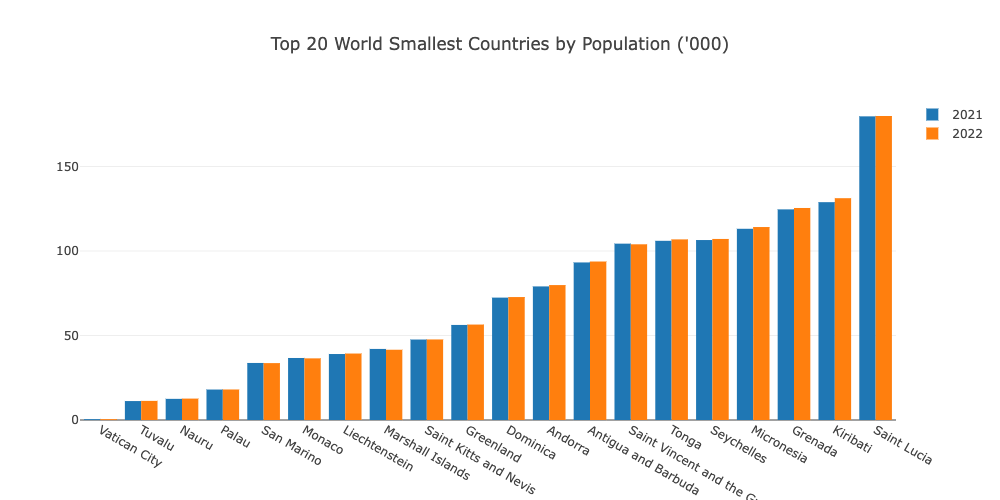 Top 20 World Smallest Countries by Population ('000)
2021
2022
150
100
50
0
Vatican City
Tuvalu
Nauru
Palau
San Marino
Monaco
Liechtenstein
Marshall Islands
Saint Kitts and Nevis
Greenland
Dominica
Andorra
Antigua and Barbuda
Saint Vincent and the
Tonga
Seychelles
Micronesia
Grenada
Kiribati
Saint Lucia